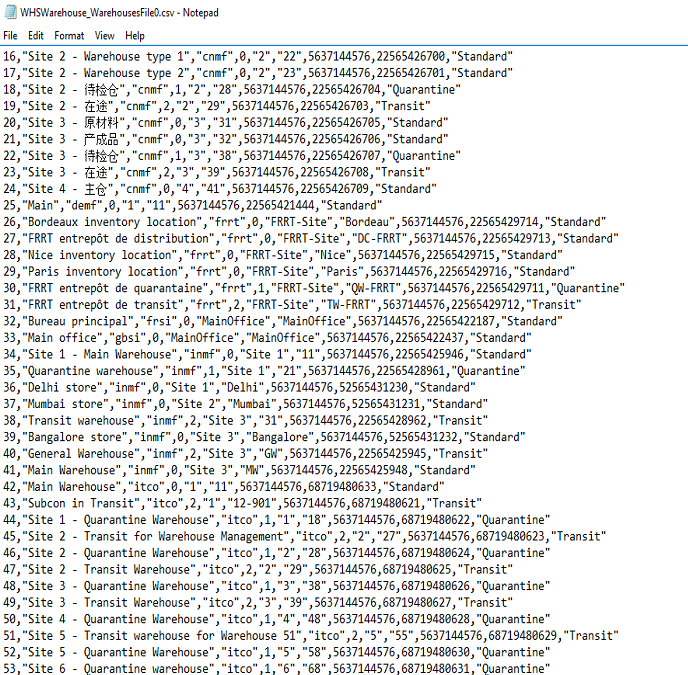 WHSWarehouse_WarehousesFile0.csv - Notepad
File Edit Format View Help
16,"Site 2 - Warehouse type 1","cnmf",0,"2","22",5637144576,22565426700,"Standard"
17,"Site 2 - Warehouse type 2","cnmf",0,"2","23",5637144576,22565426701,"Standard"
18,"Site 2 - 待检仓","cnmf",1,"2","28",5637144576,22565426704,"Quarantine"
19,"Site 2 - 在途","cnmf",2,"2","29",5637144576,22565426703,"Transit"
20,"Site 3 - 原材料","cnmf",0,"3","31",5637144576,22565426705,"Standard"
21,"Site 3 - 产成品","cnmf",0,"3","32",5637144576,22565426706,"Standard"
22,"Site 3 - 待检仓","cnmf",1,"3","38",5637144576,22565426707,"Quarantine"
23,"Site 3 - 在途","cnmf",2,"3","39",5637144576,22565426708,"Transit"
24,"Site 4 - 主仓","cnmf",0,"4","41",5637144576,22565426709,"Standard"
25,"Main","demf",0,"1","11",5637144576,22565421444,"Standard"
26,"Bordeaux inventory location","frrt",0,"FRRT-Site","Bordeau",5637144576,22565429714,"Standard"
27,"FRRT entrepôt de distribution","frrt",0,"FRRT-Site","DC-FRRT",5637144576,22565429713,"Standard"
28,"Nice inventory location","frrt",0,"FRRT-Site","Nice",5637144576,22565429715,"Standard"
29,"Paris inventory location","frrt",0,"FRRT-Site","Paris",5637144576,22565429716,"Standard"
30,"FRRT entrepôt de quarantaine","frrt",1,"FRRT-Site","QW-FRRT",5637144576,22565429711,"Quarantine"
31,"FRRT entrepôt de transit","frrt",2,"FRRT-Site","TW-FRRT",5637144576,22565429712,"Transit"
32,"Bureau principal","frsi",0,"MainOffice","MainOffice",5637144576,22565422187,"Standard"
33,"Main office","gbsi",0,"MainOffice","MainOffice",5637144576,22565422437,"Standard"
34,"Site 1 - Main Warehouse","inmf",0,"Site 1","11",5637144576,22565425946,"Standard"
35,"Quarantine warehouse","inmf",1,"Site 1","21",5637144576,22565428961,"Quarantine"
36,"Delhi store","inmf",0,"Site 1","Delhi",5637144576,52565431230,"Standard"
37,"Mumbai store","inmf",0,"Site 2","Mumbai",5637144576,52565431231,"Standard"
38,"Transit warehouse","inmf",2,"Site 3","31",5637144576,22565428962,"Transit"
39,"Bangalore store","inmf",0,"Site 3","Bangalore",5637144576,52565431232,"Standard"
40,"General Warehouse","inmf",2,"Site 3","GW",5637144576,22565425945,"Transit"
41,"Main Warehouse","inmf",0,"Site 3","MW",5637144576,22565425948,"Standard"
42,"Main Warehouse","itco",0,"1","11",5637144576,68719480633,"Standard"
43,"Subcon in Transit","itco",2,"1","12-901",5637144576,68719480621,"Transit"
44,"Site 1 - Quarantine Warehouse","itco",1,"1","18",5637144576,68719480622,"Quarantine"
45,"Site 2 - Transit for Warehouse Management","itco",2,"2","27",5637144576,68719480623,"Transit"
46,"Site 2 - Quarantine Warehouse","itco",1,"2","28",5637144576,68719480624,"Quarantine"
47,"Site 2 - Transit Warehouse","itco",2,"2","29",5637144576,68719480625,"Transit"
48,"Site 3 - Quarantine Warehouse","itco",1,"3","38",5637144576,68719480626,"Quarantine"
49,"Site 3 - Transit Warehouse","itco",2,"3","39",5637144576,68719480627,"Transit"
50,"Site 4 - Quarantine Warehouse","itco",1,"4","48",5637144576,68719480628,"Quarantine"
51,"Site 5 - Transit warehouse for Warehouse 51","itco",2,"5","55",5637144576,68719480629,"Transit"
52,"Site 5 - Quarantine warehouse","itco",1,"5","58",5637144576,68719480630,"Quarantine"
53,"Site 6 - Quarantine warehouse","itco",1,"6","68",5637144576,68719480631,"Quarantine"